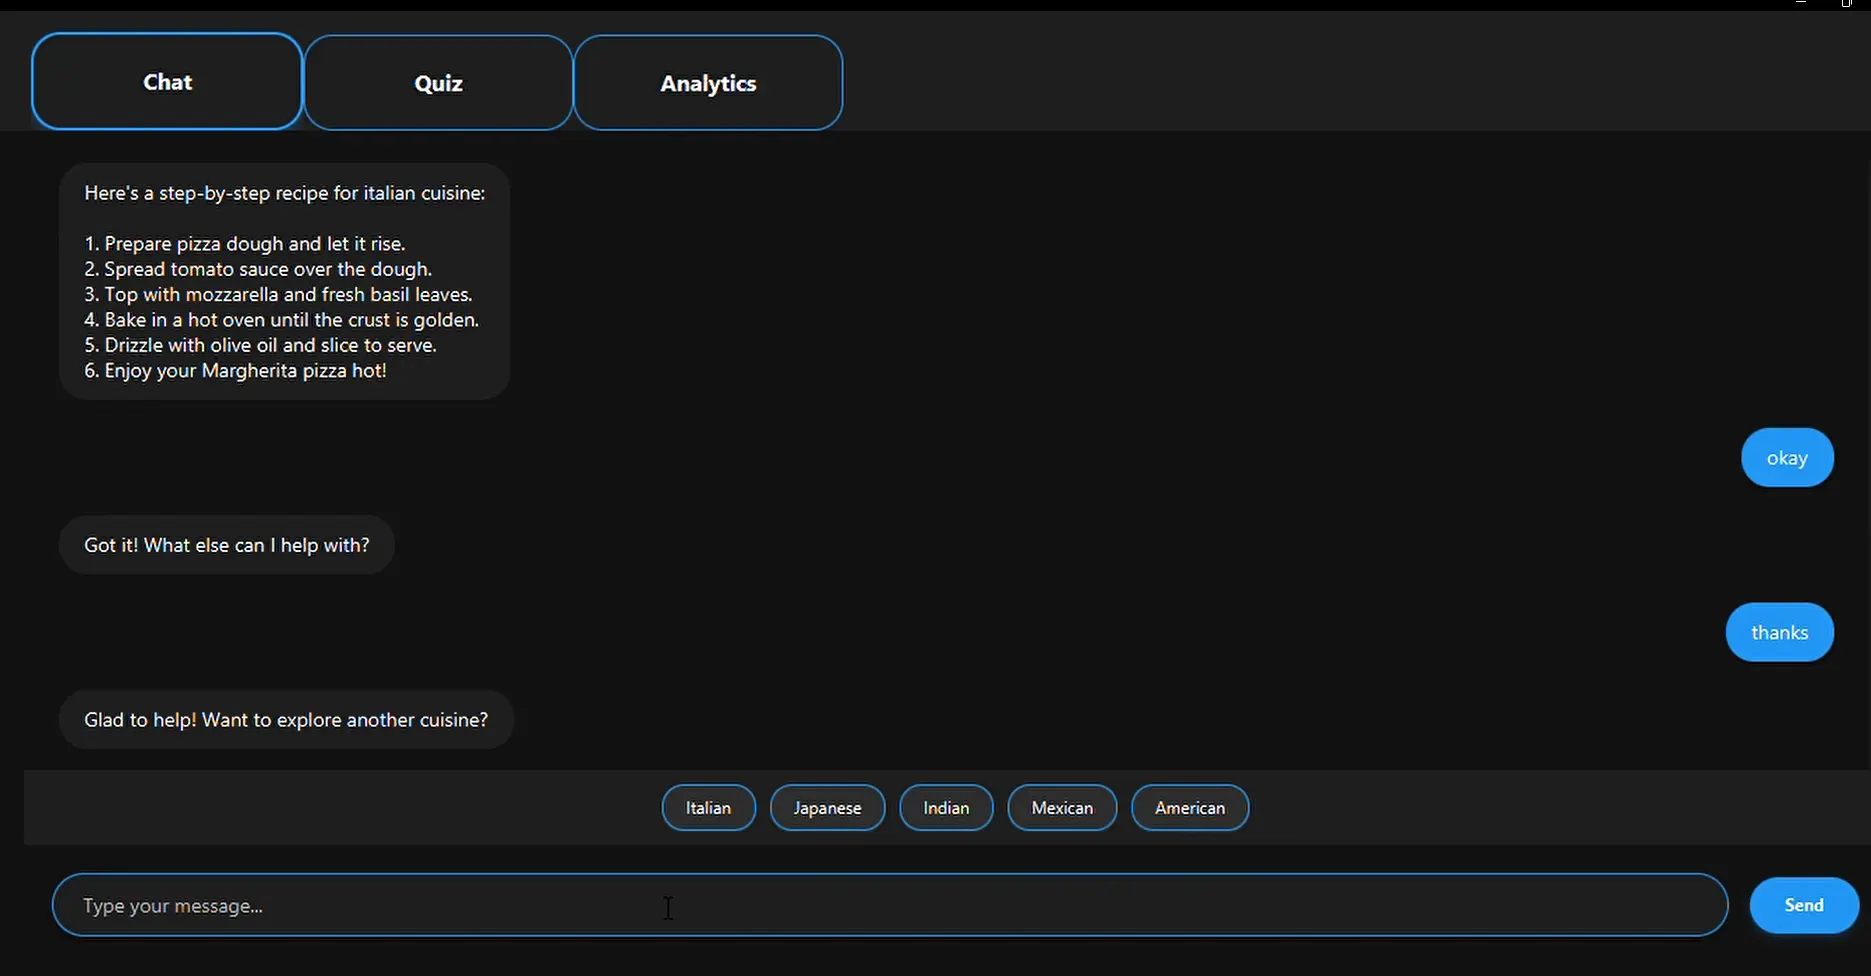 Chat
Quiz
Analytics
Here's a step-by-step recipe for italian cuisine:
1. Prepare pizza dough and let it rise.
2. Spread tomato sauce over the dough.
3. Top with mozzarella and fresh basil leaves.
4. Bake in a hot oven until the crust is golden.
5. Drizzle with olive oil and slice to serve.
6. Enjoy your Margherita pizza hot!
okay
Got it! What else can I help with?
thanks
Glad to help! Want to explore another cuisine?
Italian
Japanese
Indian
Mexican
American
Type your message...
Send